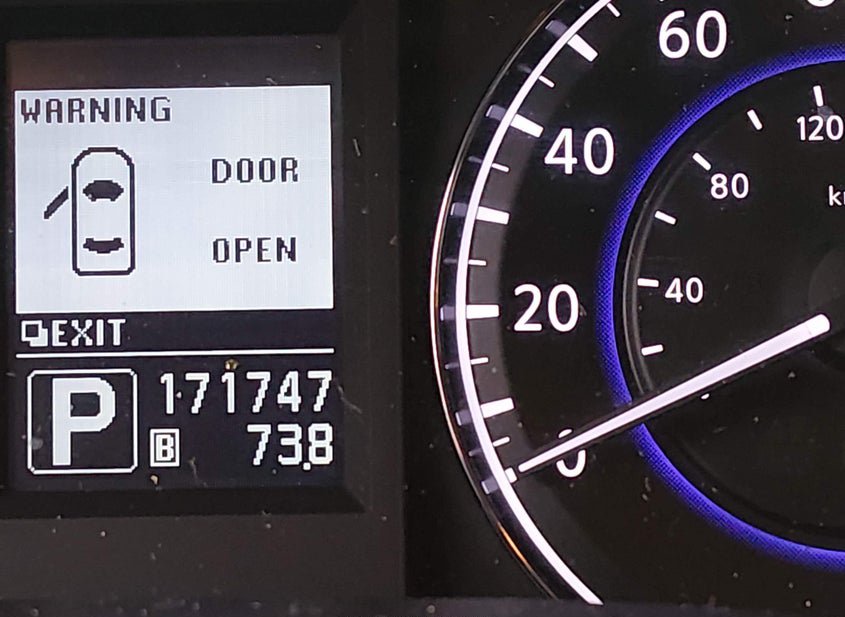 WARNING
DOOR
OPEN
EXIT
P
171747
B 73.8
60
40
20
0
120
80
40